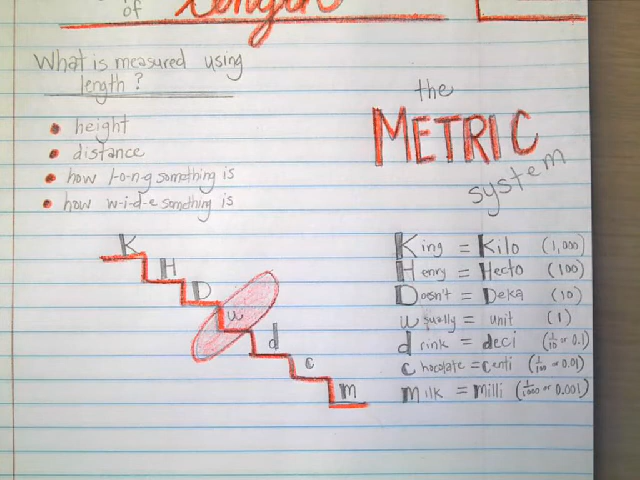 of Length
What is measured using
length?
• height
• distance
• how l-o-n-g something is
• how w-i-d-e something is
the
METRIC
system
K
H
D
u
d
c
m
King = Kilo (1,000)
Henry = Hecto (100)
Doesn't = Deka (10)
usually = unit (1)
drink = deci (1/10 or 0.1)
chocolate = centi (1/100 or 0.01)
milk = milli (1/1000 or 0.001)